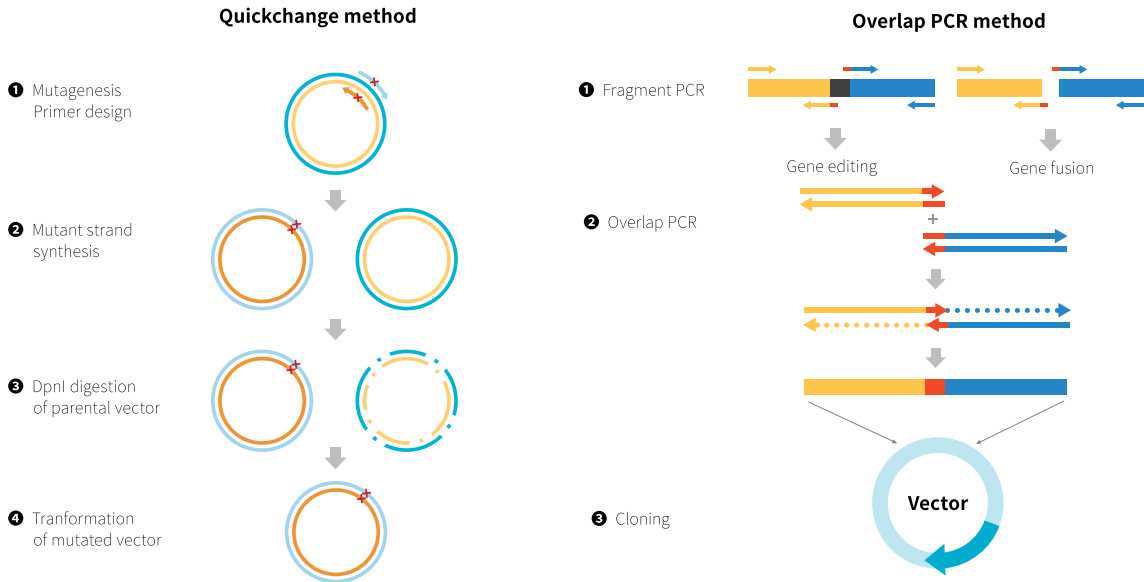 Quickchange method
❶ Mutagenesis
Primer design
❷ Mutant strand
synthesis
❸ DpnI digestion
of parental vector
❹ Tranformation
of mutated vector
Overlap PCR method
❶ Fragment PCR
Gene editing
Gene fusion
❷ Overlap PCR
+
Vector
❸ Cloning